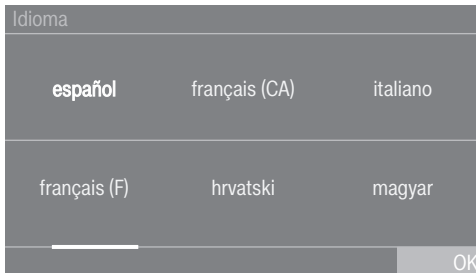 Idioma
español français (CA) italiano
français (F) hrvatski magyar
OK